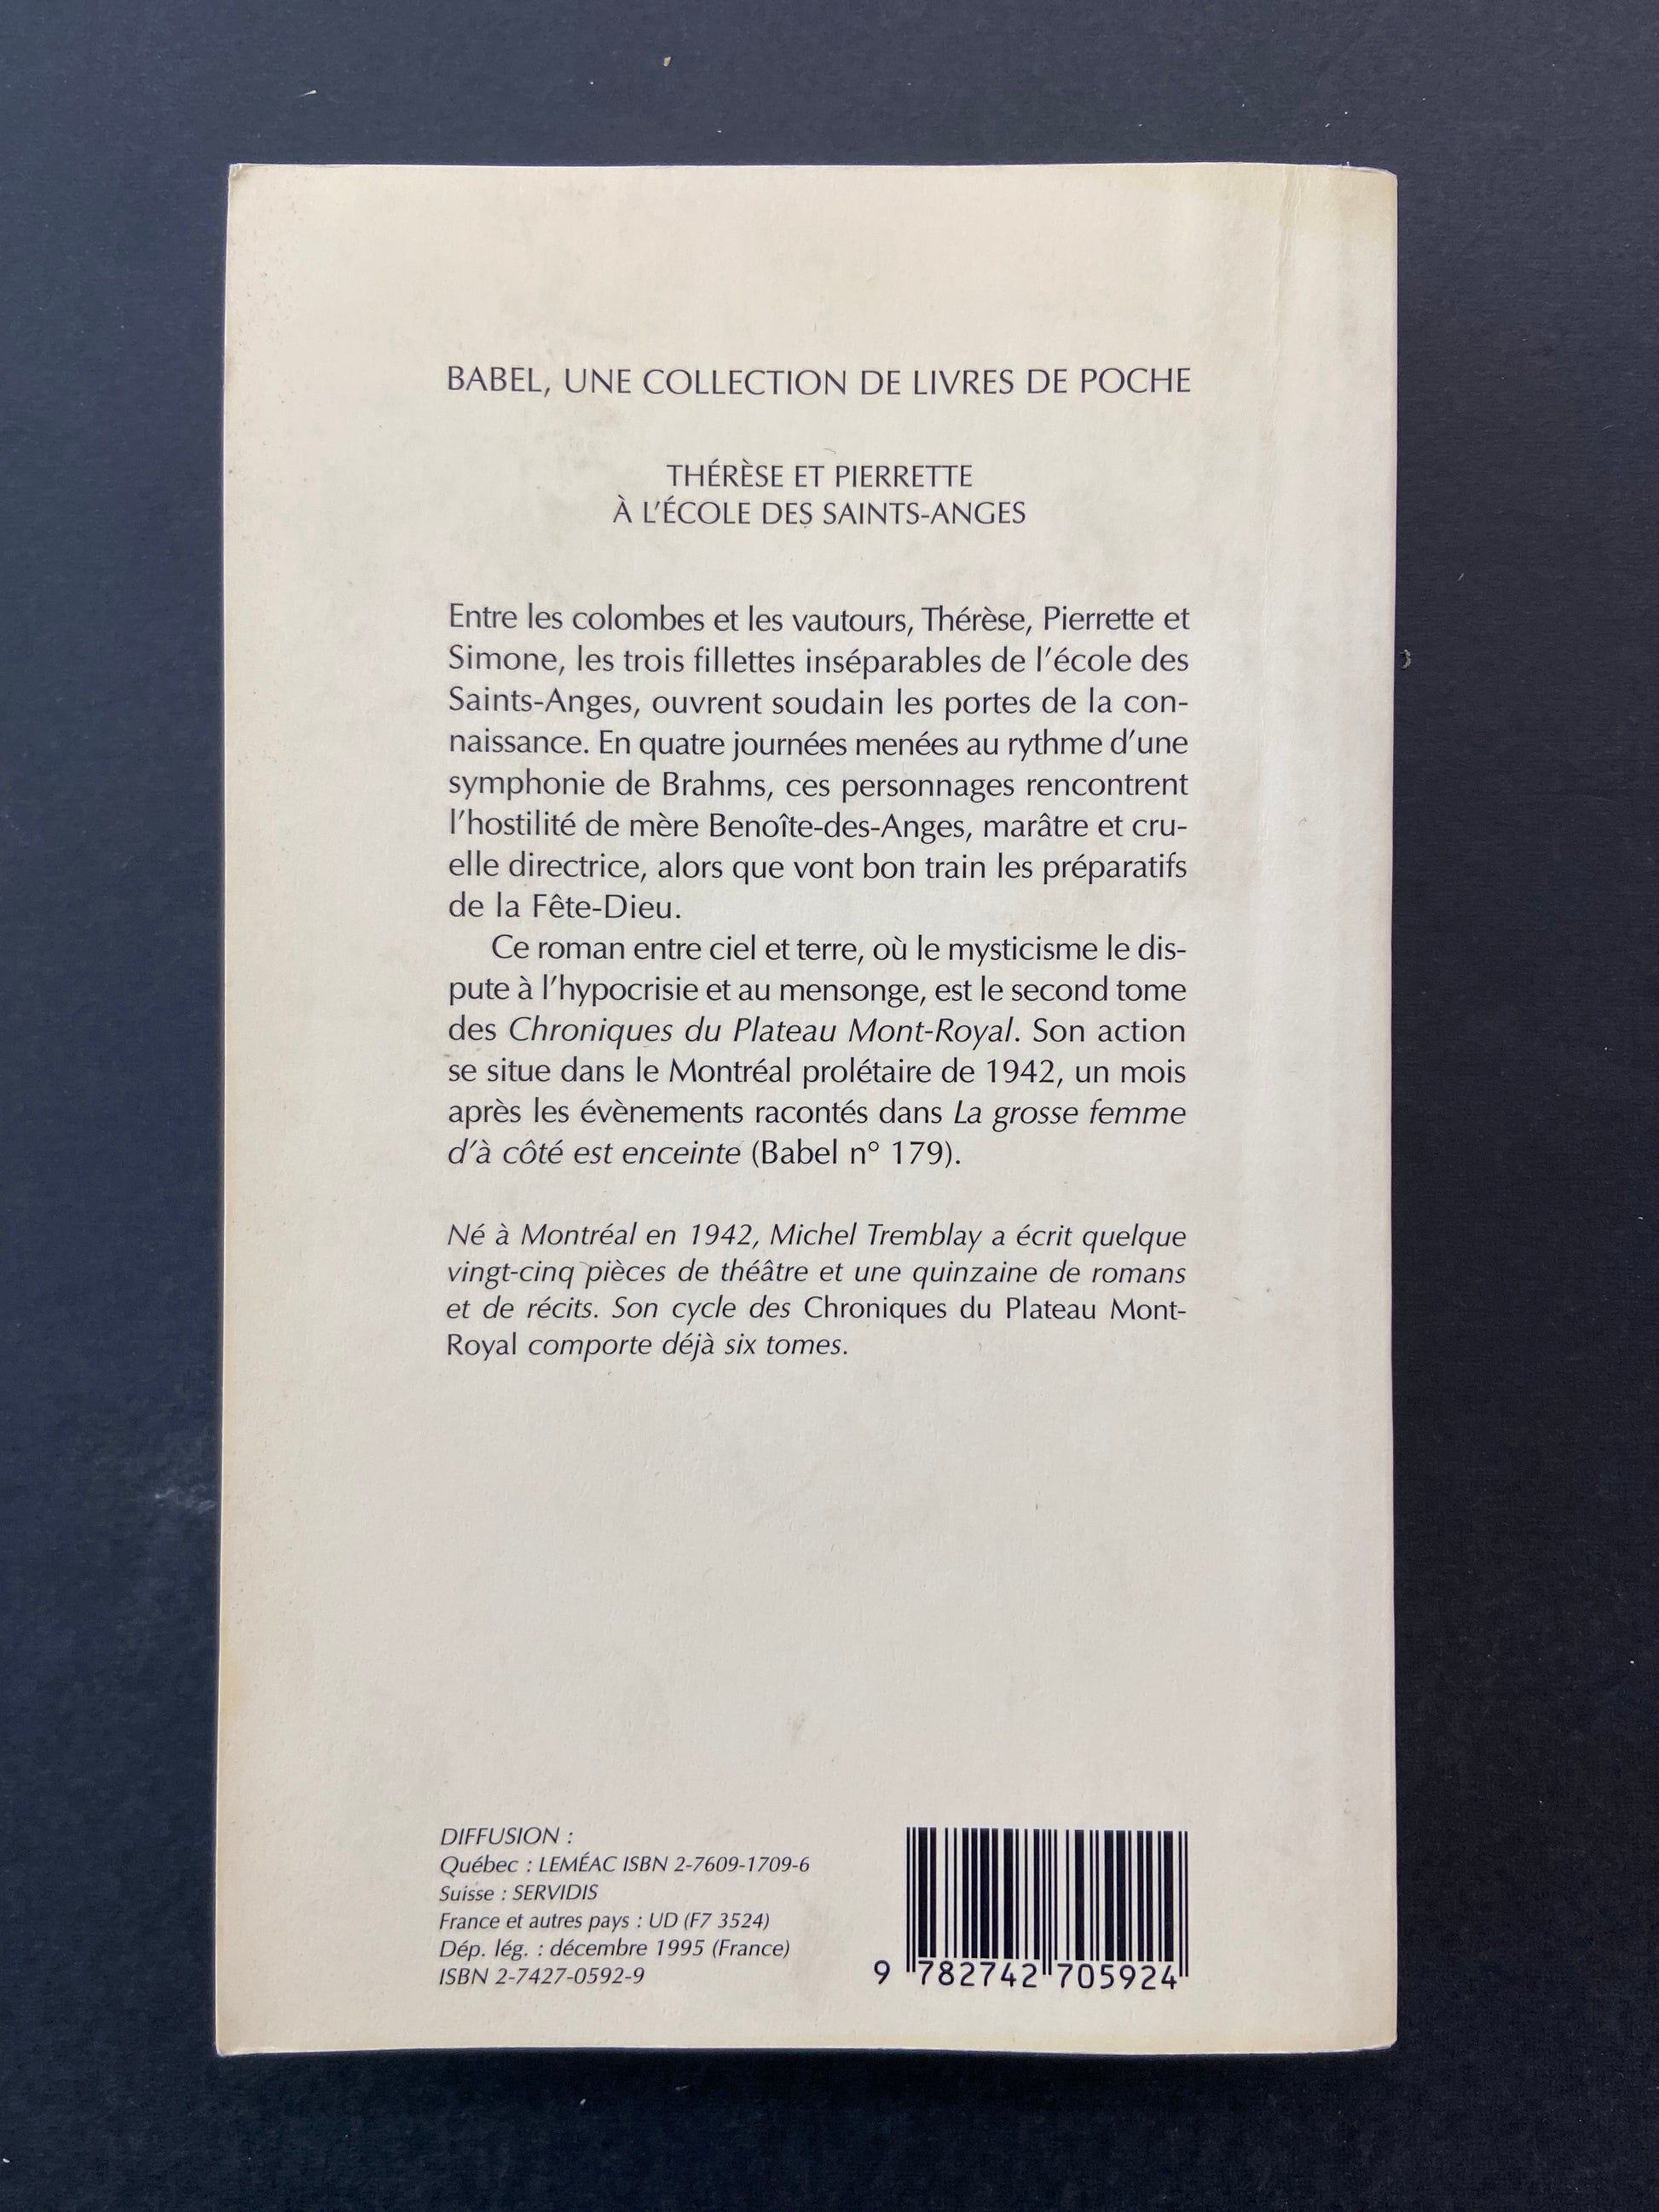 BABEL, UNE COLLECTION DE LIVRES DE POCHE
THÉRÈSE ET PIERRETTE
À L'ÉCOLE DES SAINTS-ANGES
Entre les colombes et les vautours, Thérèse, Pierrette et
Simone, les trois fillettes inséparables de l'école des
Saints-Anges, ouvrent soudain les portes de la con-
naissance. En quatre journées menées au rythme d'une
symphonie de Brahms, ces personnages rencontrent
l'hostilité de mère Benoîte-des-Anges, marâtre et cru-
elle directrice, alors que vont bon train les préparatifs
de la Fête-Dieu.
Ce roman entre ciel et terre, où le mysticisme le dis-
pute à l'hypocrisie et au mensonge, est le second tome
des Chroniques du Plateau Mont-Royal. Son action
se situe dans le Montréal prolétaire de 1942, un mois
après les évènements racontés dans La grosse femme
d'à côté est enceinte (Babel n° 179).
Né à Montréal en 1942, Michel Tremblay a écrit quelque
vingt-cinq pièces de théâtre et une quinzaine de romans
et de récits. Son cycle des Chroniques du Plateau Mont-
Royal comporte déjà six tomes.
DIFFUSION :
Québec : LEMÉAC ISBN 2-7609-1709-6
Suisse : SERVIDIS
France et autres pays : UD (F7 3524)
Dép. lég. : décembre 1995 (France)
ISBN 2-7427-0592-9
9 782742 705924